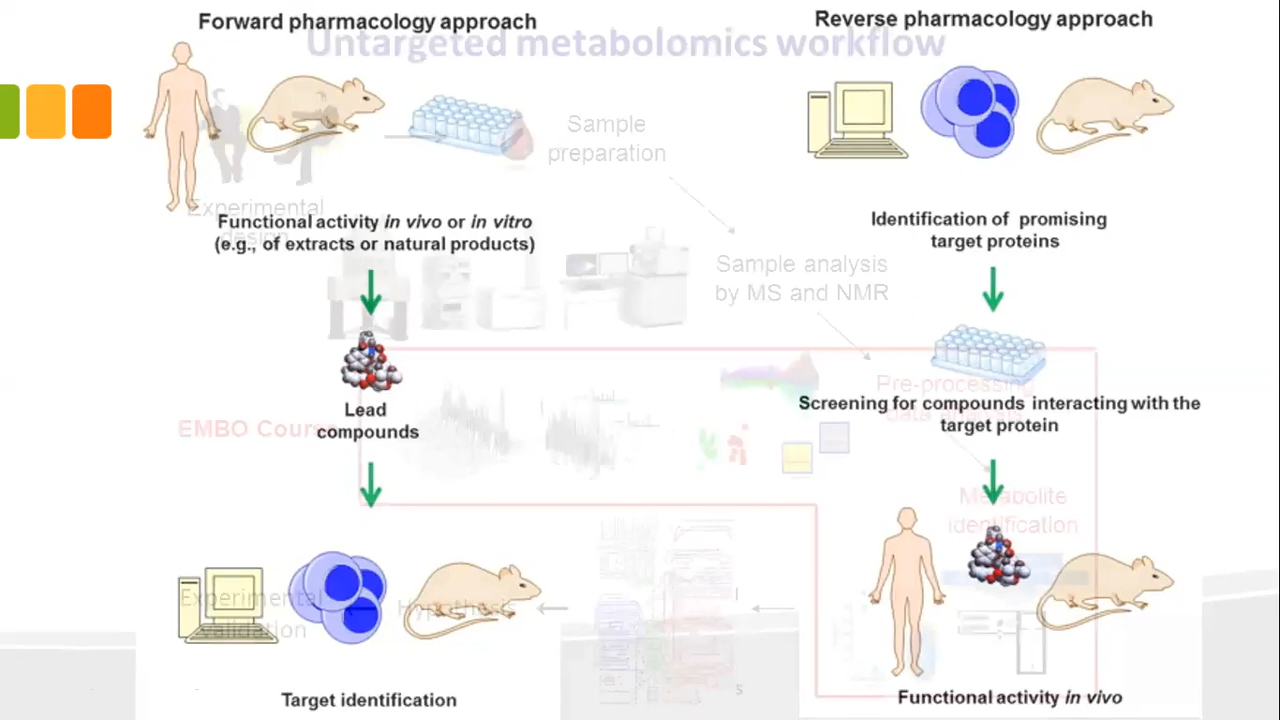 Forward pharmacology approach
Reverse pharmacology approach
Untargeted metabolomics workflow
Sample
preparation
Experimental
design
Functional activity in vivo or in vitro
(e.g., of extracts or natural products)
Identification of promising
target proteins
Sample analysis
by MS and NMR
Lead
compounds
EMBO Course
Pre-processing
data analysis
Screening for compounds interacting with the
target protein
Metabolite
identification
Experimental
validation
Hypothesis
Target identification
Functional activity in vivo